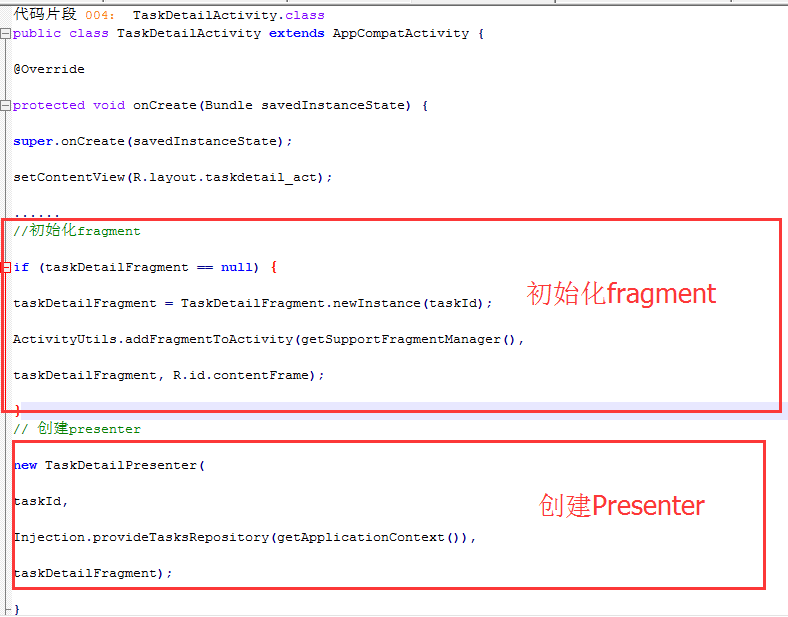 代码片段 004： TaskDetailActivity.class
public class TaskDetailActivity extends AppCompatActivity {
@Override
protected void onCreate(Bundle savedInstanceState) {
super.onCreate(savedInstanceState);
setContentView(R.layout.taskdetail_act);
......
//初始化fragment
if (taskDetailFragment == null) {
taskDetailFragment = TaskDetailFragment.newInstance(taskId);
初始化fragment
ActivityUtils.addFragmentToActivity(getSupportFragmentManager(),
taskDetailFragment, R.id.contentFrame);
}
// 创建presenter
new TaskDetailPresenter(
taskId,
创建Presenter
Injection.provideTasksRepository(getApplicationContext()),
taskDetailFragment);
}